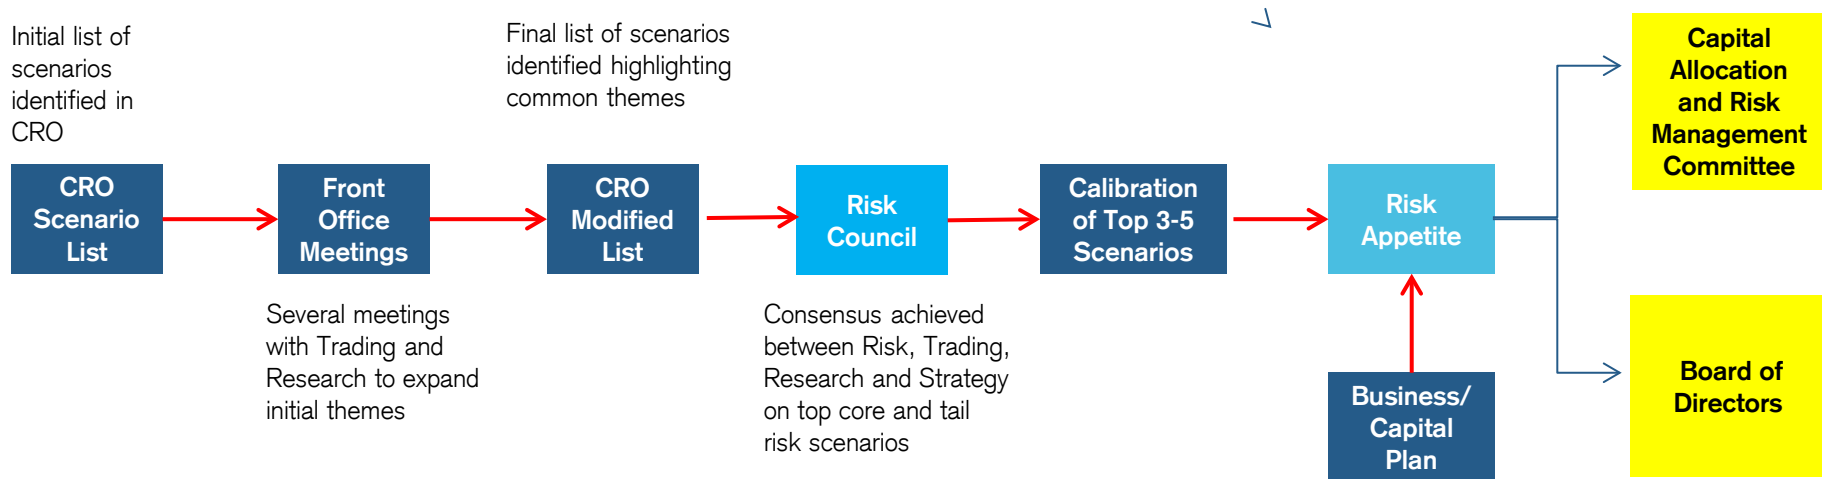 Initial list of
scenarios
identified in
CRO
Final list of scenarios
identified highlighting
common themes
Capital
Allocation
and Risk
Management
Committee
CRO
Scenario
List
Front
Office
Meetings
CRO
Modified
List
Risk
Council
Calibration
of Top 3-5
Scenarios
Risk
Appetite
Several meetings
with Trading and
Research to expand
initial themes
Consensus achieved
between Risk, Trading,
Research and Strategy
on top core and tail
risk scenarios
Business/
Capital
Plan
Board of
Directors